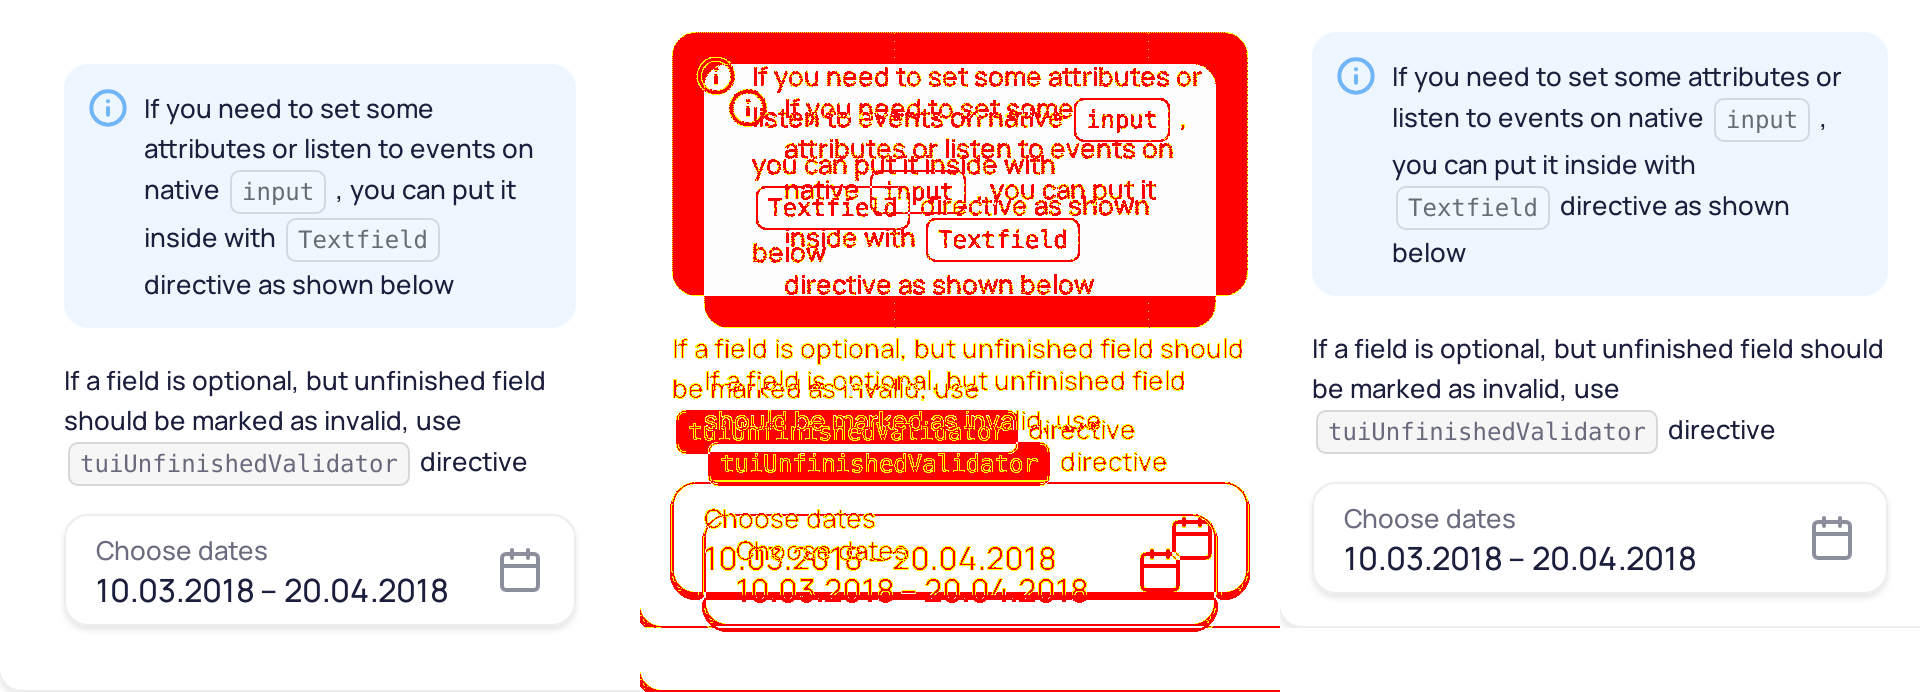 If you need to set some
attributes or listen to events on
native input , you can put it
inside with Textfield
directive as shown below
If a field is optional, but unfinished field
should be marked as invalid, use
tuiUnfinishedValidator directive
Choose dates
10.03.2018 – 20.04.2018
If you need to set some attributes or
If you need to set some
listen to events on native input ,
attributes or listen to events on
you can put it inside with
native input , you can put it
Textfield directive as shown
inside with Textfield
below
directive as shown below
If a field is optional, but unfinished field should
If a field is optional, but unfinished field
be marked as invalid, use
should be marked as invalid, use
tuiUnfinishedValidator directive
tuiUnfinishedValidator directive
Choose dates
Choose dates
10.03.2018 – 20.04.2018
10.03.2018 – 20.04.2018
If you need to set some attributes or
listen to events on native input ,
you can put it inside with
Textfield directive as shown
below
If a field is optional, but unfinished field should
be marked as invalid, use
tuiUnfinishedValidator directive
Choose dates
10.03.2018 – 20.04.2018